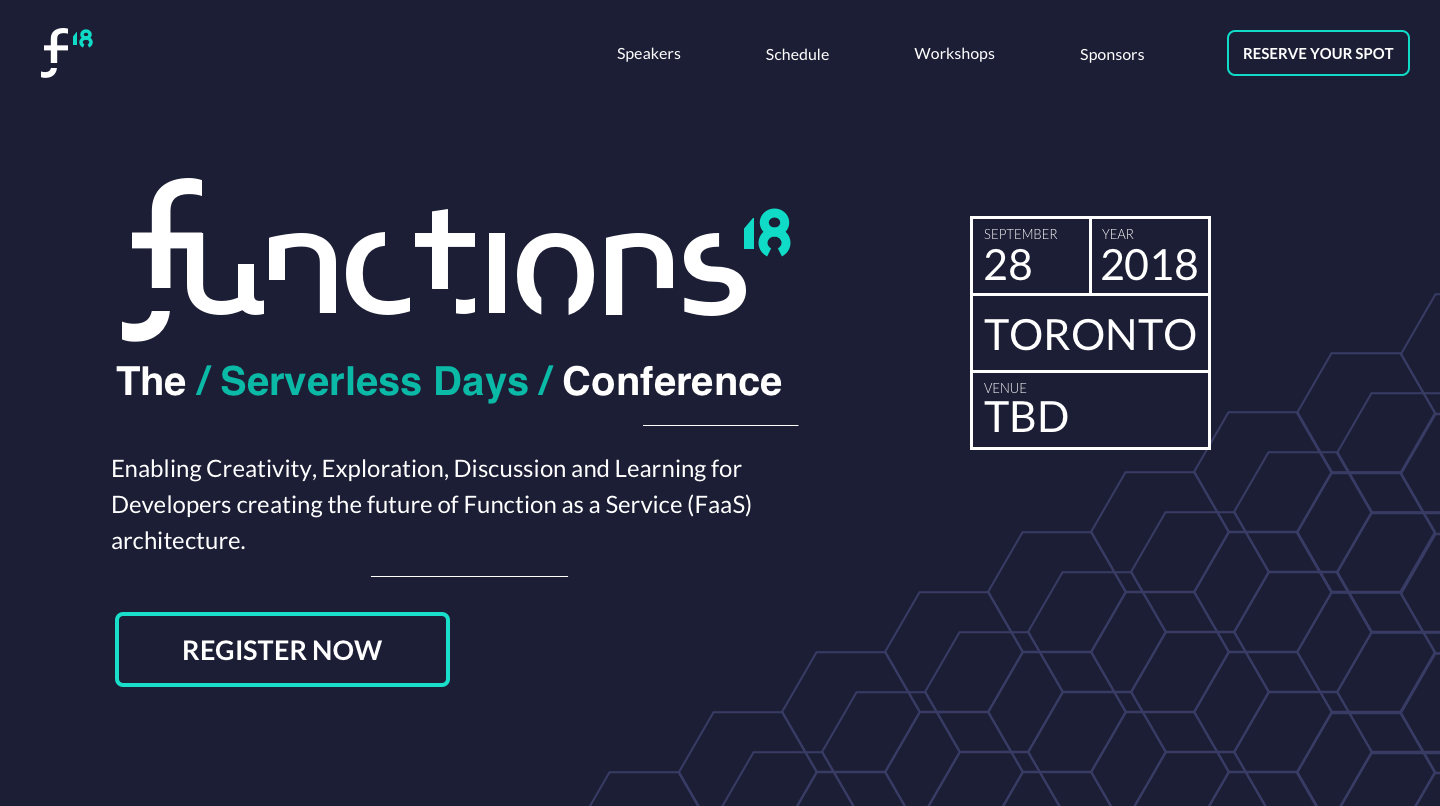 f18
Speakers
Schedule
Workshops
Sponsors
RESERVE YOUR SPOT
functions18
The / Serverless Days / Conference
Enabling Creativity, Exploration, Discussion and Learning for
Developers creating the future of Function as a Service (FaaS)
architecture.
REGISTER NOW
SEPTEMBER
28
YEAR
2018
TORONTO
VENUE
TBD